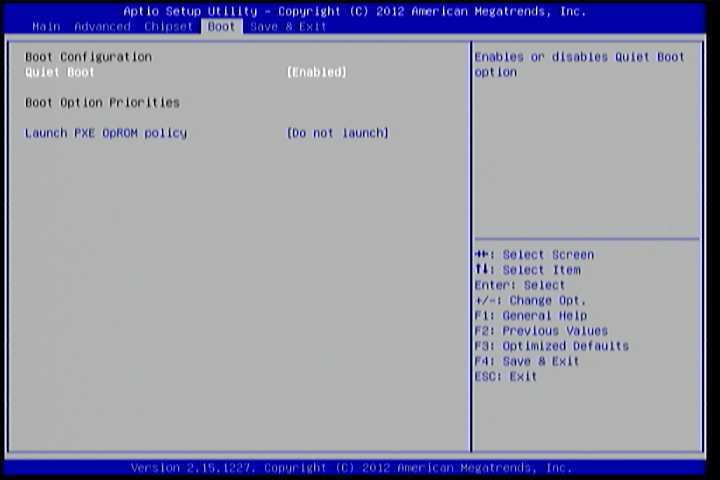 Aptio Setup Utility – Copyright (C) 2012 American Megatrends, Inc.
Main Advanced Chipset Boot Save & Exit
Boot Configuration
Quiet Boot [Enabled]
Boot Option Priorities
Launch PXE OpROM policy [Do not launch]
Enables or disables Quiet Boot
option
→←: Select Screen
↑↓: Select Item
Enter: Select
+/-: Change Opt.
F1: General Help
F2: Previous Values
F3: Optimized Defaults
F4: Save & Exit
ESC: Exit
Version 2.15.1227. Copyright (C) 2012 American Megatrends, Inc.